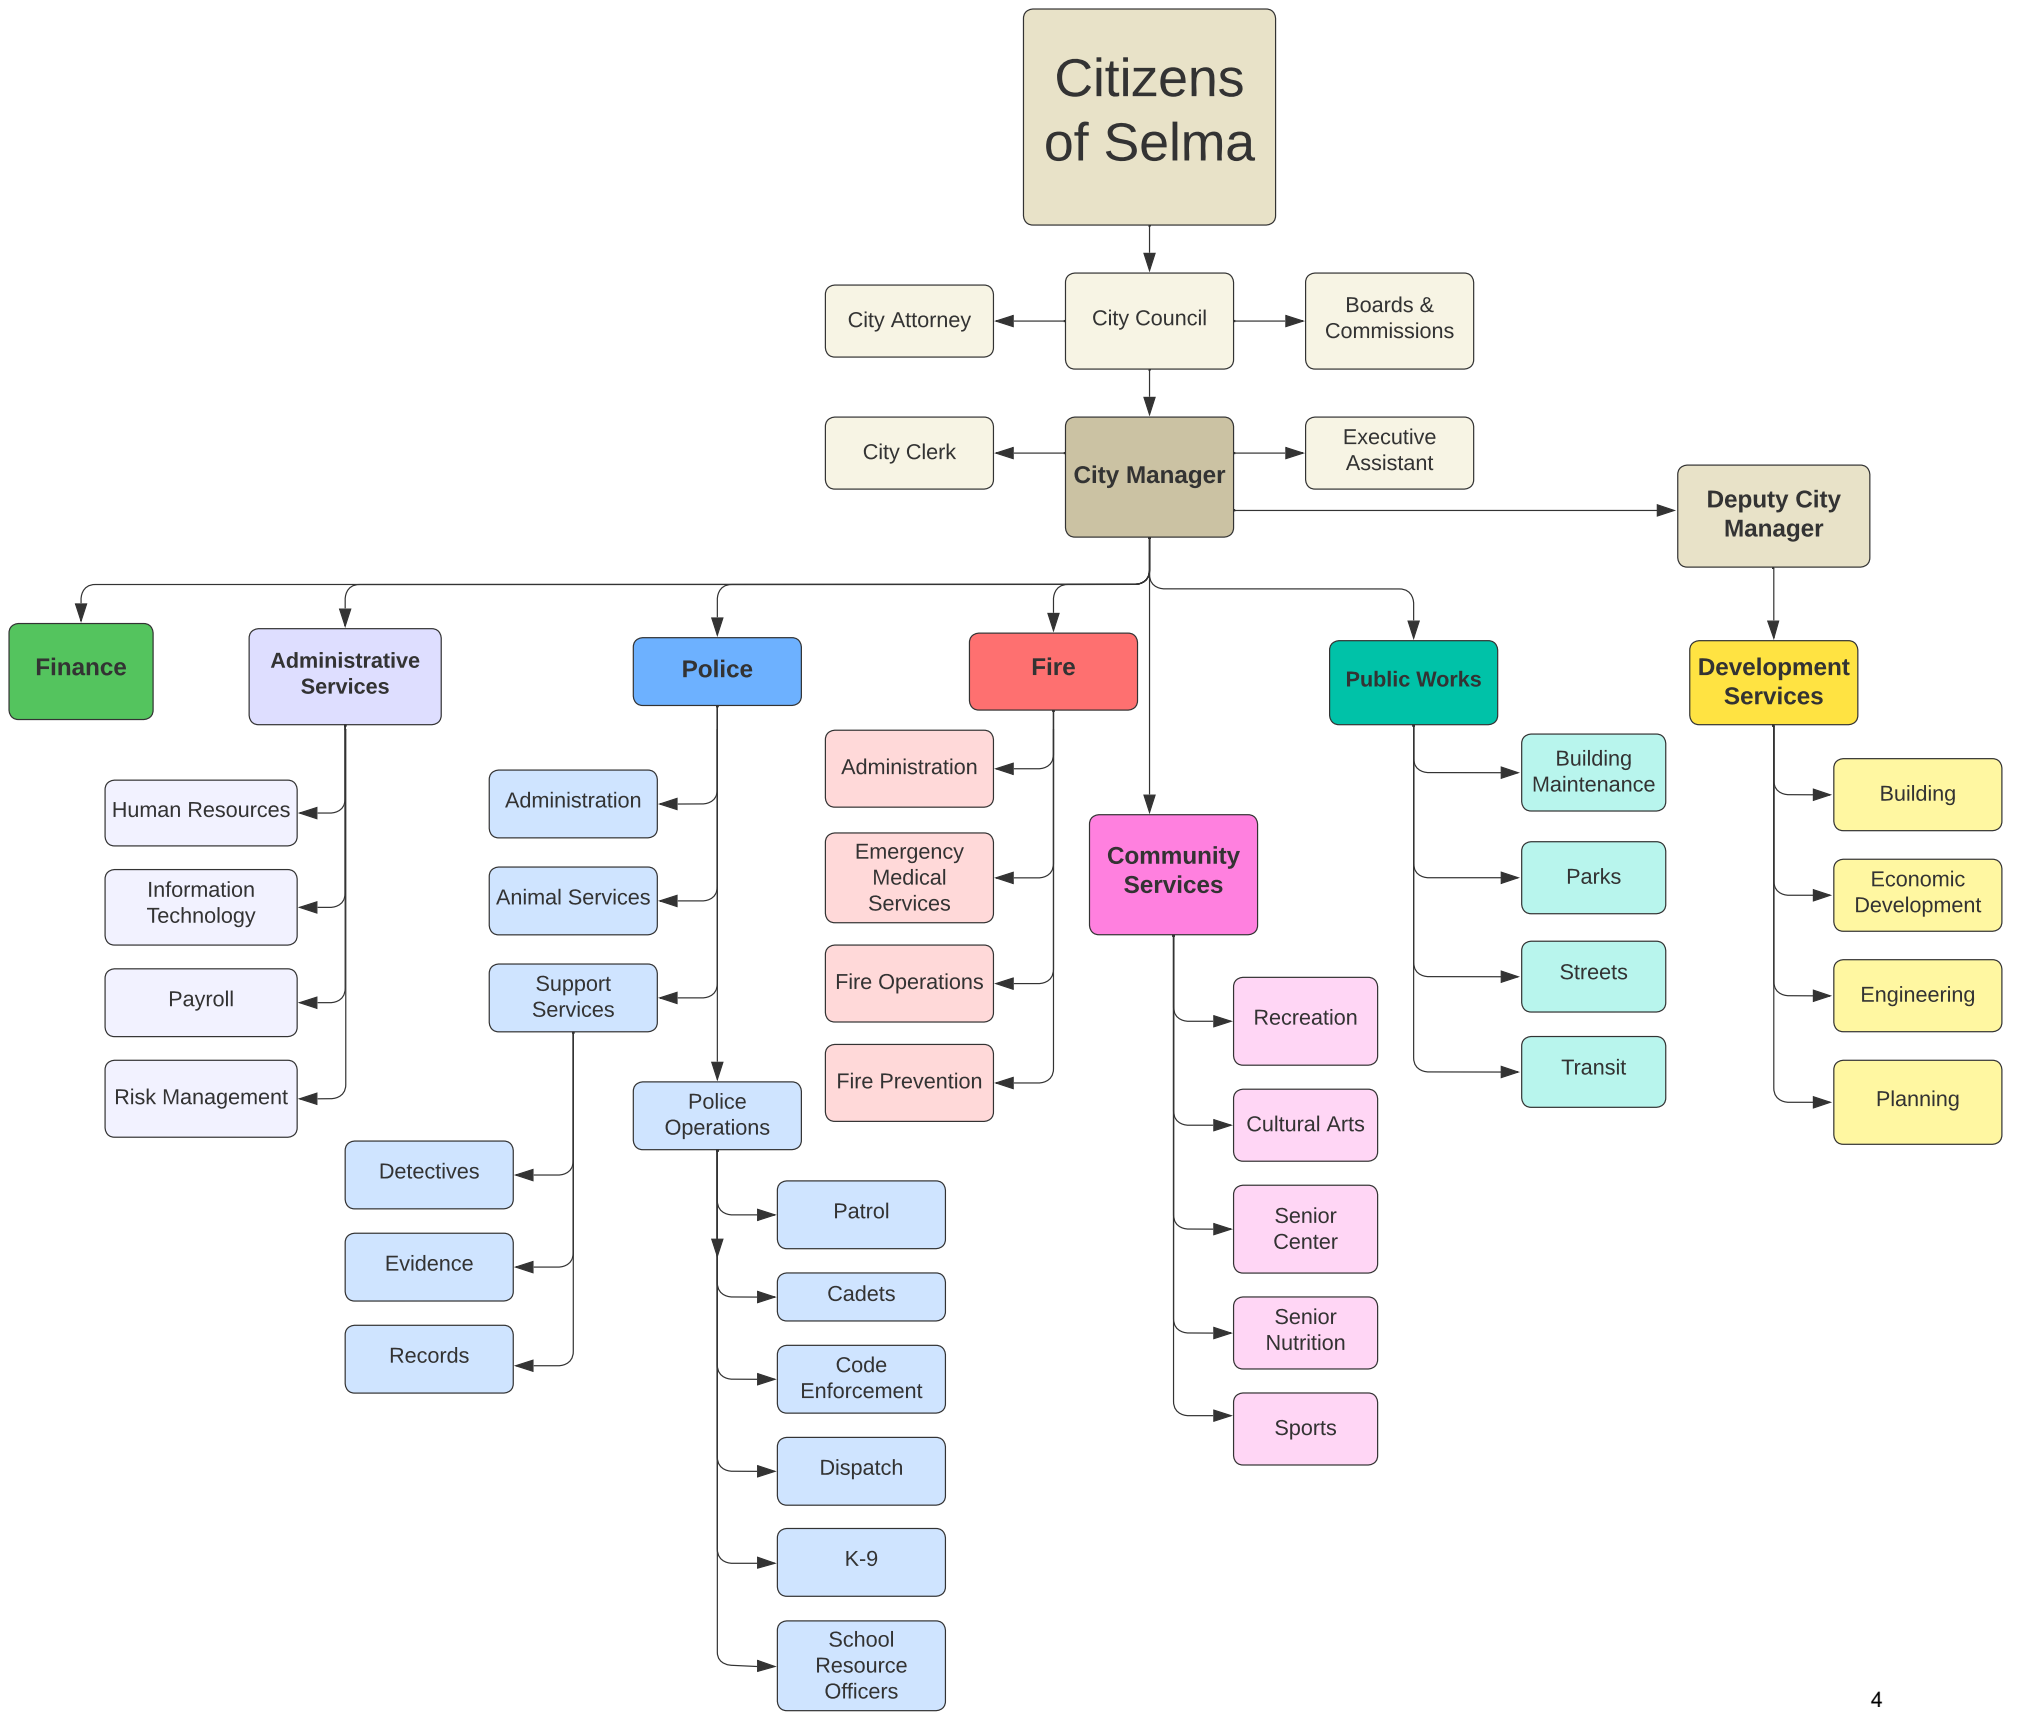 Citizens
of Selma
City Attorney
City Council
Boards &
Commissions
City Clerk
City Manager
Executive
Assistant
Deputy City
Manager
Finance
Administrative
Services
Police
Fire
Public Works
Development
Services
Human Resources
Information
Technology
Payroll
Risk Management
Administration
Animal Services
Support
Services
Detectives
Evidence
Records
Police
Operations
Patrol
Cadets
Code
Enforcement
Dispatch
K-9
School
Resource
Officers
Administration
Emergency
Medical
Services
Fire Operations
Fire Prevention
Community
Services
Recreation
Cultural Arts
Senior
Center
Senior
Nutrition
Sports
Building
Maintenance
Parks
Streets
Transit
Building
Economic
Development
Engineering
Planning
4